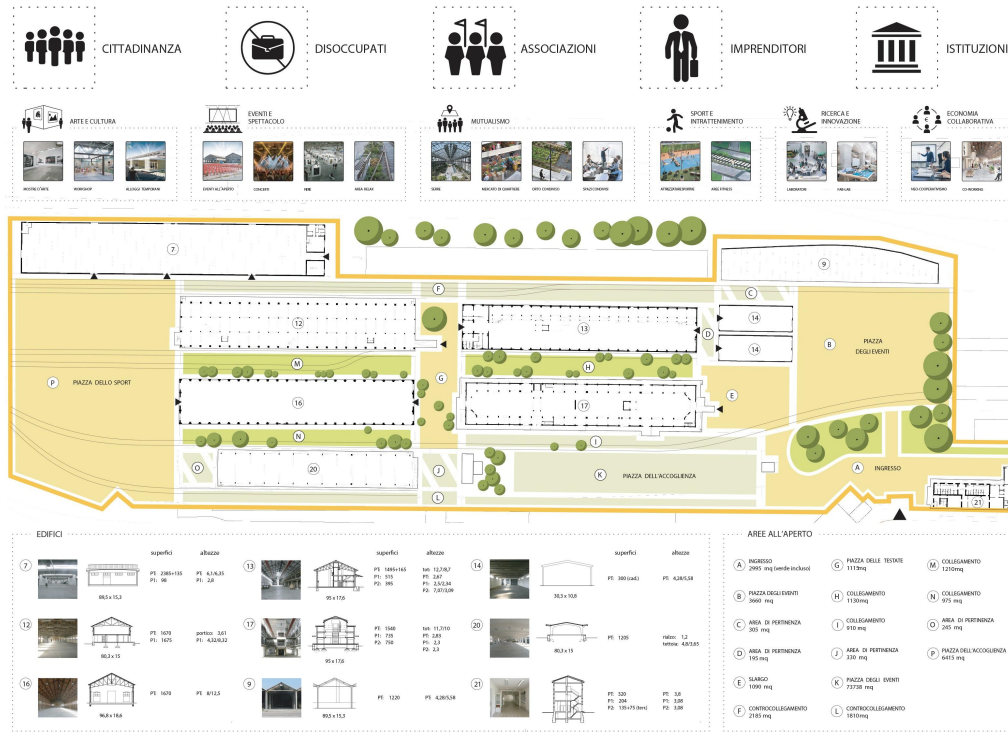 CITTADINANZA
DISOCCUPATI
ASSOCIAZIONI
IMPRENDITORI
ISTITUZIONI
ARTE E CULTURA
EVENTI E
SPETTACOLO
MUTUALISMO
SPORT E
INTRATTENIMENTO
RICERCA E
INNOVAZIONE
ECONOMIA
COLLABORATIVA
MOSTRE D'ARTE
WORKSHOP
ALLOGGI TEMPORANEI
EVENTI ALL'APERTO
CONCERTI
FIERE
AREA RELAX
SERRE
MERCATO DI QUARTIERE
ORTO CONDIVISO
SPAZI CONDIVISI
AREE FITNESS
LABORATORI
FAB LAB
NEO-COOPERATIVISMO
CO-WORKING
7
9
F
C
12
13
14
14
D
B
PIAZZA
DEGLI EVENTI
M
H
P
PIAZZA DELLO SPORT
G
E
16
17
N
I
O
20
J
K
PIAZZA DELL'ACCOGLIENZA
A
INGRESSO
L
21
EDIFICI
superfici
altezze
7
PT: 2385+135
P1: 98
PT: 6,1/6,35
P1: 2,8
88,5 x 15,3
12
PT: 1670
P1: 1675
portico: 3,61
P1: 4,32/8,32
80,3 x 15
16
PT: 1670
PT: 8/12,5
96,8 x 18,6
superfici
altezze
13
PT: 1495+165
P1: 515
P2: 395
tot: 12,7/8,7
PT: 2,67
P1: 2,5/2,34
P2: 7,07/3,09
95 x 17,6
17
PT: 1540
P1: 735
P2: 750
tot: 11,7/10
PT: 2,85
P1: 2,3
P2: 2,3
95 x 17,6
9
PT: 1220
PT: 4,28/5,58
89,5 x 15,3
superfici
altezze
14
PT: 300 (cad.)
PT: 4,28/5,58
30,3 x 10,8
20
PT: 1205
rialzo: 1,2
tettoia: 4,8/3,65
80,3 x 15
21
PT: 320
P1: 204
P2: 135+75 (terr.)
PT: 3,8
P1: 3,08
P2: 3,08
AREE ALL'APERTO
A
INGRESSO
2995 mq (verde incluso)
B
PIAZZA DEGLI EVENTI
3660 mq
C
AREA DI PERTINENZA
305 mq
D
AREA DI PERTINENZA
195 mq
E
SLARGO
1090 mq
F
CONTROCOLLEGAMENTO
2185 mq
G
PIAZZA DELLE TESTATE
1113mq
H
COLLEGAMENTO
1130mq
I
COLLEGAMENTO
910 mq
J
AREA DI PERTINENZA
330 mq
K
PIAZZA DEGLI EVENTI
73738 mq
L
CONTROCOLLEGAMENTO
1810mq
M
COLLEGAMENTO
1210mq
N
COLLEGAMENTO
975 mq
O
AREA DI PERTINENZA
245 mq
P
PIAZZA DELL'ACCOGLIENZA
6415 mq